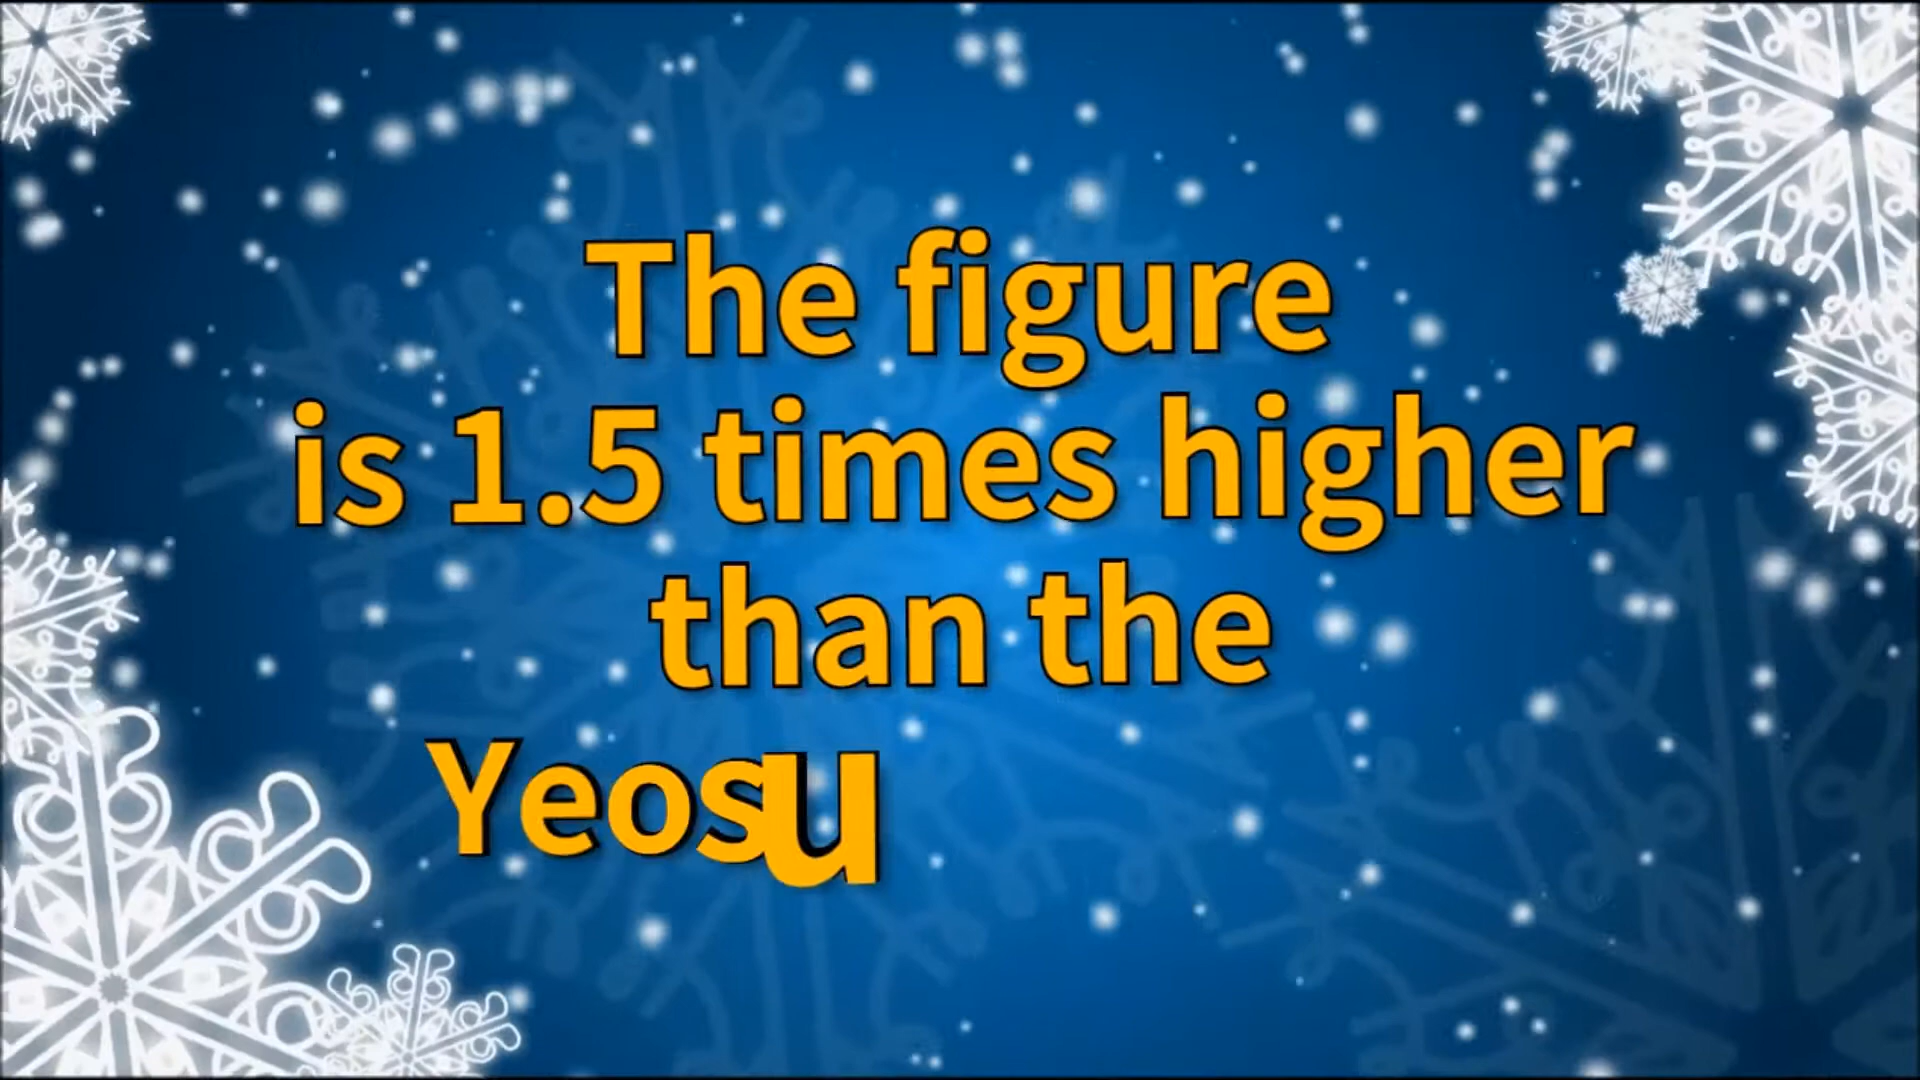 The figure
is 1.5 times higher
than the
Yeosu